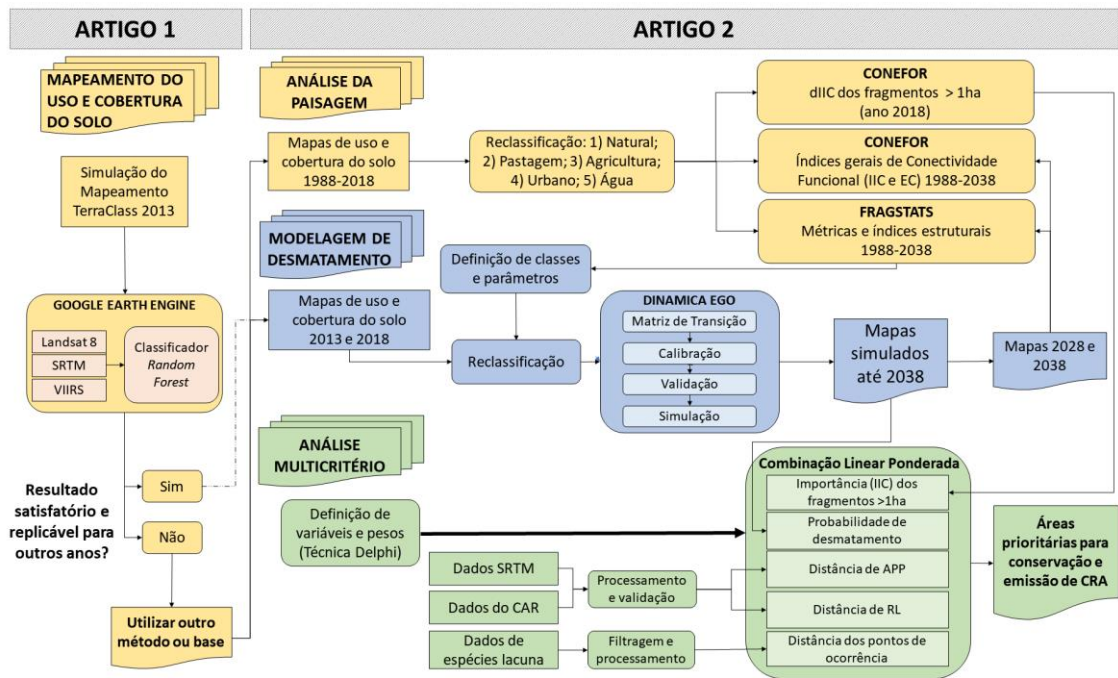 ARTIGO 1
ARTIGO 2
MAPEAMENTO DO
USO E COBERTURA
DO SOLO
Simulação do
Mapeamento
TerraClass 2013
GOOGLE EARTH ENGINE
Landsat 8
SRTM
VIIRS
Classificador
Random
Forest
Resultado
satisfatório e
replicável para
outros anos?
Sim
Não
Utilizar outro
método ou base
ANÁLISE DA
PAISAGEM
Mapas de uso e
cobertura do solo
1988-2018
Reclassificação: 1) Natural;
2) Pastagem; 3) Agricultura;
4) Urbano; 5) Água
CONEFOR
dIIC dos fragmentos > 1ha
(ano 2018)
CONEFOR
Índices gerais de Conectividade
Funcional (IIC e EC) 1988-2038
FRAGSTATS
Métricas e índices estruturais
1988-2038
MODELAGEM DE
DESMATAMENTO
Definição de classes
e parâmetros
Mapas de uso e
cobertura do solo
2013 e 2018
Reclassificação
DINAMICA EGO
Matriz de Transição
Calibração
Validação
Simulação
Mapas
simulados
até 2038
Mapas 2028 e
2038
ANÁLISE
MULTICRITÉRIO
Definição de
variáveis e pesos
(Técnica Delphi)
Dados SRTM
Dados do CAR
Processamento
e validação
Dados de
espécies lacuna
Filtragem e
processamento
Combinação Linear Ponderada
Importância (IIC) dos
fragmentos >1ha
Probabilidade de
desmatamento
Distância de APP
Distância de RL
Distância dos pontos de
ocorrência
Áreas
prioritárias para
conservação e
emissão de CRA